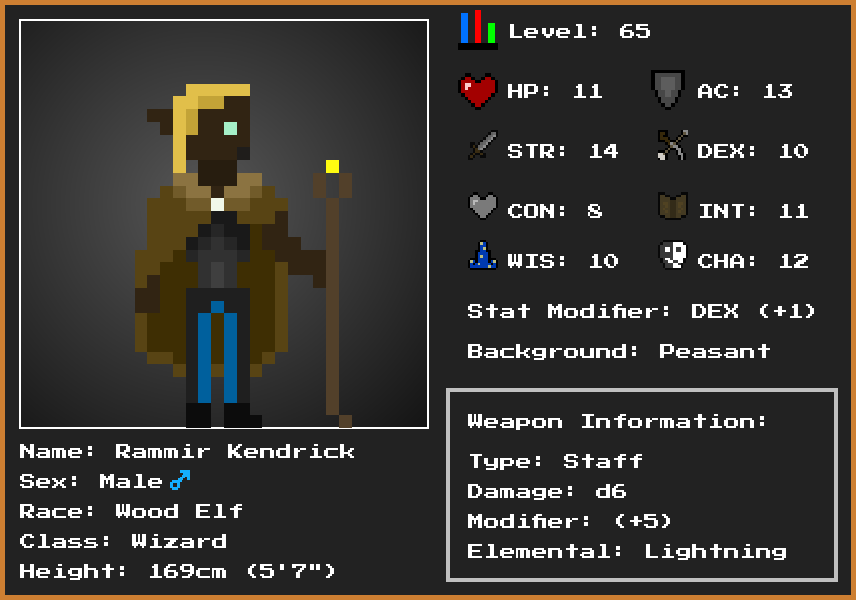 Level: 65
HP: 11
AC: 13
STR: 14
DEX: 10
CON: 8
INT: 11
WIS: 10
CHA: 12
Stat Modifier: DEX (+1)
Background: Peasant
Weapon Information:
Type: Staff
Damage: d6
Modifier: (+5)
Elemental: Lightning
Name: Rammir Kendrick
Sex: Male♂
Race: Wood Elf
Class: Wizard
Height: 169cm (5'7")